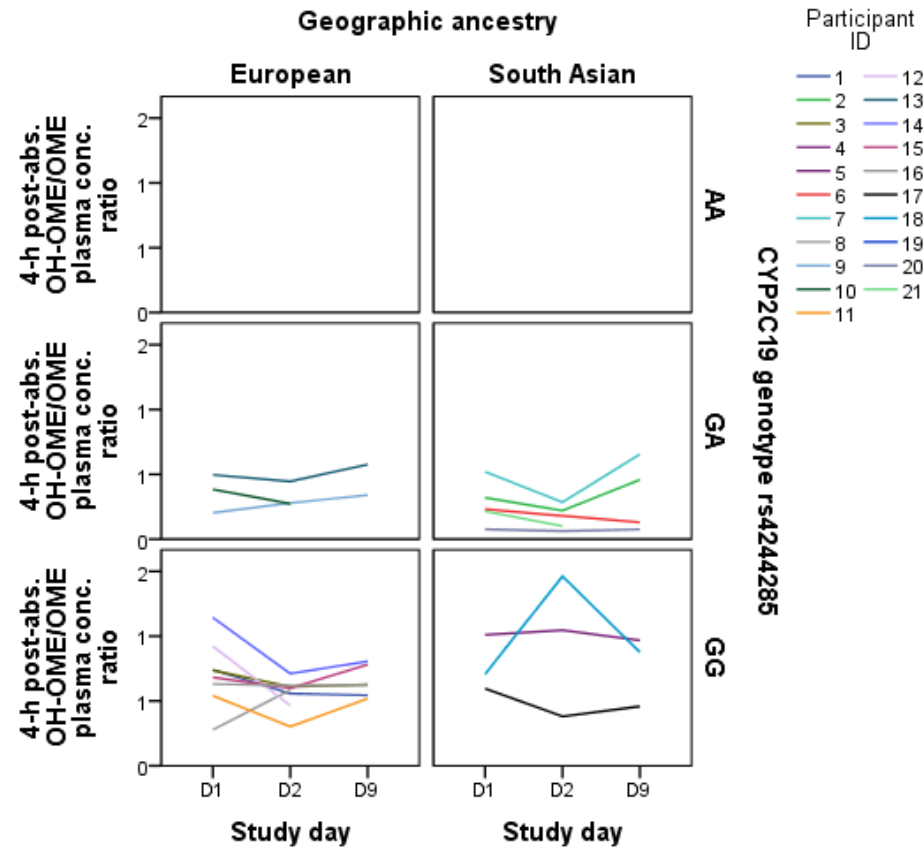 Geographic ancestry
European
South Asian
4-h post-abs.
OH-OME/OME
plasma conc.
ratio
2
1
1
0
AA
4-h post-abs.
OH-OME/OME
plasma conc.
ratio
2
1
1
0
GA
4-h post-abs.
OH-OME/OME
plasma conc.
ratio
2
1
1
0
GG
D1
D2
D9
D1
D2
D9
Study day
Study day
CYP2C19 genotype rs4244285
Participant
ID
1
2
3
4
5
6
7
8
9
10
11
12
13
14
15
16
17
18
19
20
21